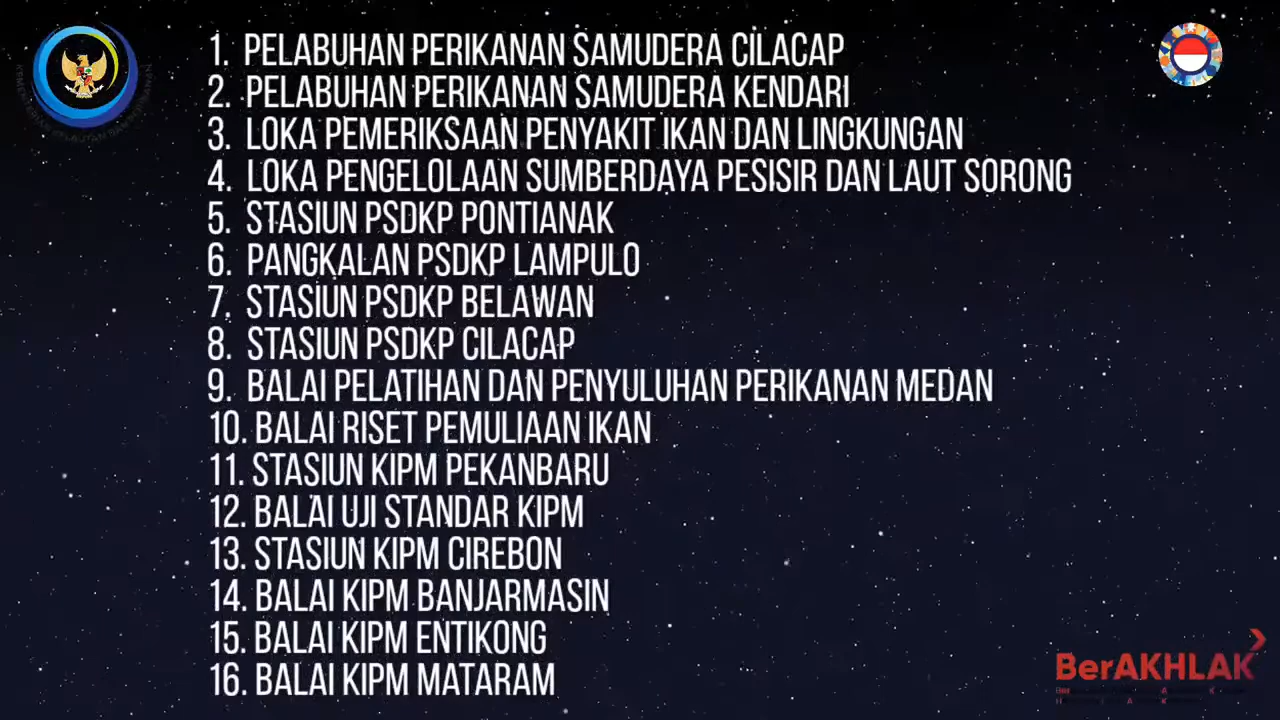 1. PELABUHAN PERIKANAN SAMUDERA CILACAP
2. PELABUHAN PERIKANAN SAMUDERA KENDARI
3. LOKA PEMERIKSAAN PENYAKIT IKAN DAN LINGKUNGAN
4. LOKA PENGELOLAAN SUMBERDAYA PESISIR DAN LAUT SORONG
5. STASIUN PSDKP PONTIANAK
6. PANGKALAN PSDKP LAMPULO
7. STASIUN PSDKP BELAWAN
8. STASIUN PSDKP CILACAP
9. BALAI PELATIHAN DAN PENYULUHAN PERIKANAN MEDAN
10. BALAI RISET PEMULIAAN IKAN
11. STASIUN KIPM PEKANBARU
12. BALAI UJI STANDAR KIPM
13. STASIUN KIPM CIREBON
14. BALAI KIPM BANJARMASIN
15. BALAI KIPM ENTIKONG
16. BALAI KIPM MATARAM
BerAKHLAK